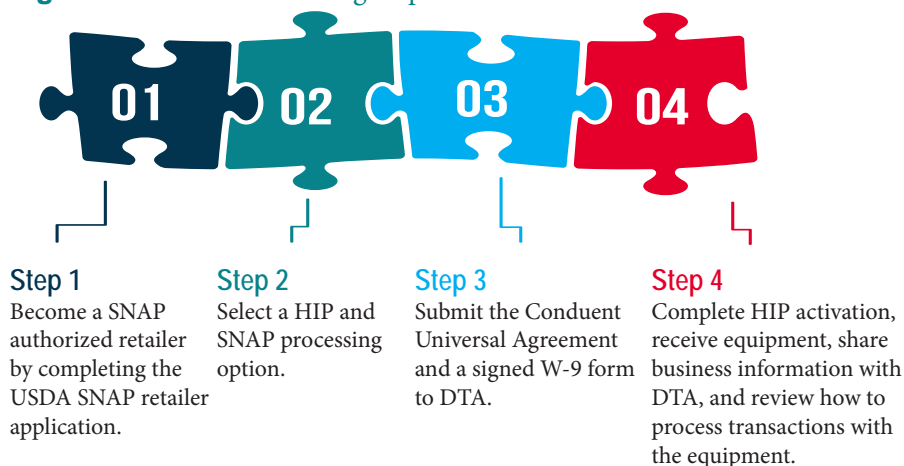 01
02
03
04
Step 1
Become a SNAP
authorized retailer
by completing the
USDA SNAP retailer
application.
Step 2
Select a HIP and
SNAP processing
option.
Step 3
Submit the Conduent
Universal Agreement
and a signed W-9 form
to DTA.
Step 4
Complete HIP activation,
receive equipment, share
business information with
DTA, and review how to
process transactions with
the equipment.